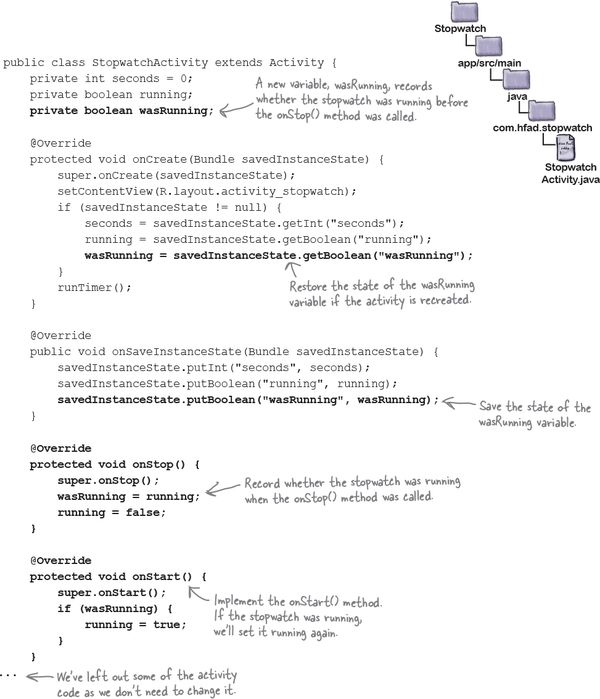 Stopwatch
app/src/main
java
com.hfad.stopwatch
Stopwatch
Activity.java
public class StopwatchActivity extends Activity {
private int seconds = 0;
private boolean running;
private boolean wasRunning;
A new variable, wasRunning, records
whether the stopwatch was running before
the onStop() method was called.
@Override
protected void onCreate(Bundle savedInstanceState) {
super.onCreate(savedInstanceState);
setContentView(R.layout.activity_stopwatch);
if (savedInstanceState != null) {
seconds = savedInstanceState.getInt("seconds");
running = savedInstanceState.getBoolean("running");
wasRunning = savedInstanceState.getBoolean("wasRunning");
}
Restore the state of the wasRunning
variable if the activity is recreated.
runTimer();
}
@Override
public void onSaveInstanceState(Bundle savedInstanceState) {
savedInstanceState.putInt("seconds", seconds);
savedInstanceState.putBoolean("running", running);
savedInstanceState.putBoolean("wasRunning", wasRunning);
Save the state of the
wasRunning variable.
}
@Override
protected void onStop() {
super.onStop();
wasRunning = running;
running = false;
Record whether the stopwatch was running
when the onStop() method was called.
}
@Override
protected void onStart() {
super.onStart();
if (wasRunning) {
running = true;
}
}
Implement the onStart() method.
If the stopwatch was running,
we'll set it running again.
...
We've left out some of the activity
code as we don't need to change it.